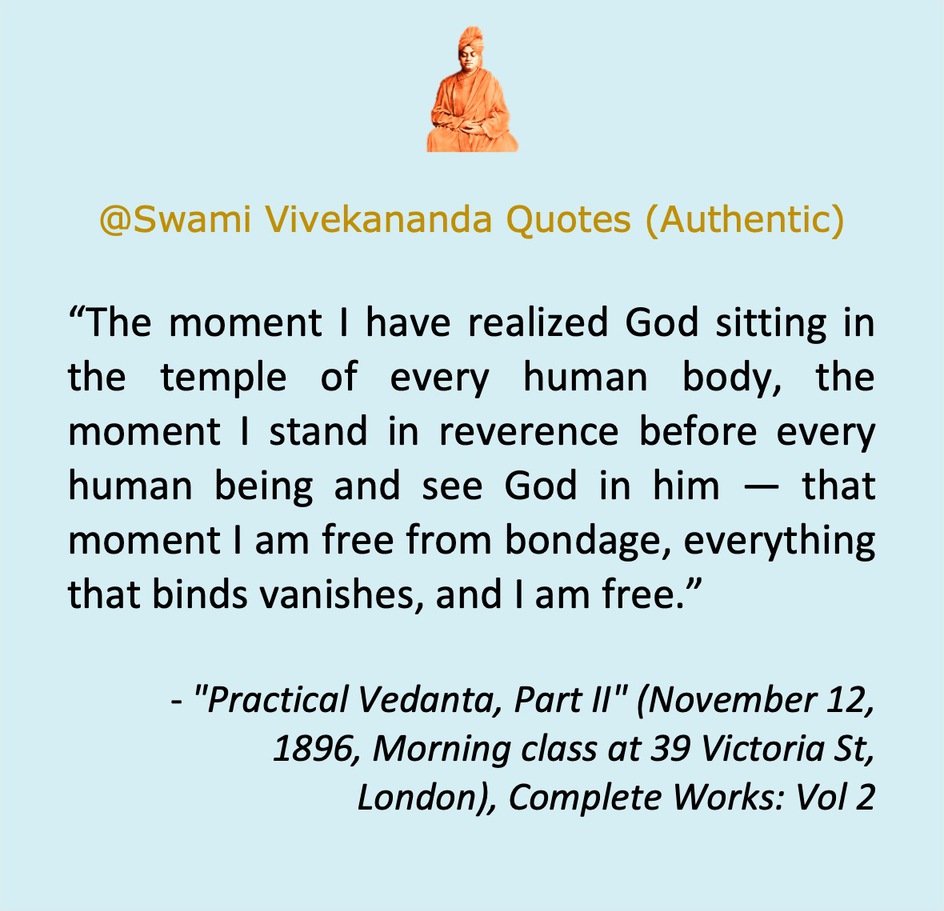 @Swami Vivekananda Quotes (Authentic)
“The moment I have realized God sitting in
the temple of every human body, the
moment I stand in reverence before every
human being and see God in him — that
moment I am free from bondage, everything
that binds vanishes, and I am free.”
- "Practical Vedanta, Part II" (November 12,
1896, Morning class at 39 Victoria St,
London), Complete Works: Vol 2